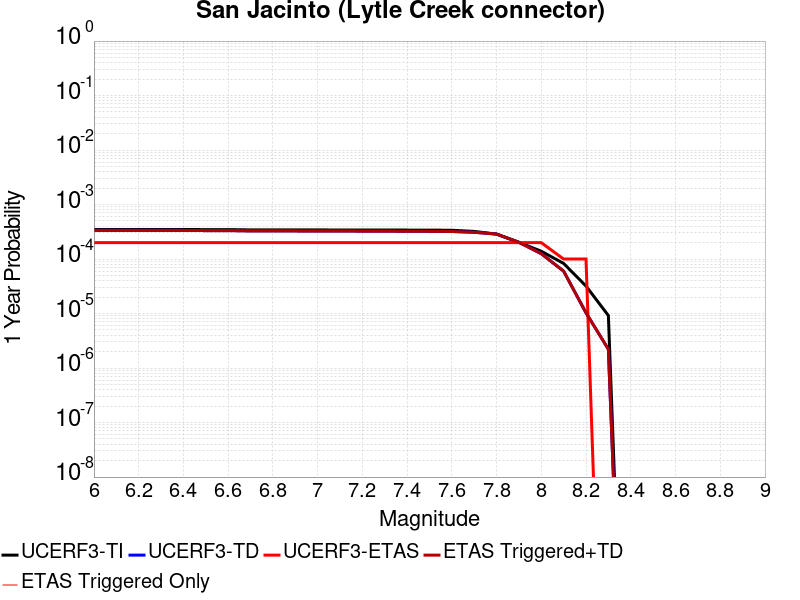 San Jacinto (Lytle Creek connector)
10^0
10^-1
10^-2
10^-3
10^-4
10^-5
10^-6
10^-7
10^-8
1 Year Probability
6 6.2 6.4 6.6 6.8 7 7.2 7.4 7.6 7.8 8 8.2 8.4 8.6 8.8 9
Magnitude
UCERF3-TI UCERF3-TD UCERF3-ETAS ETAS Triggered+TD
ETAS Triggered Only